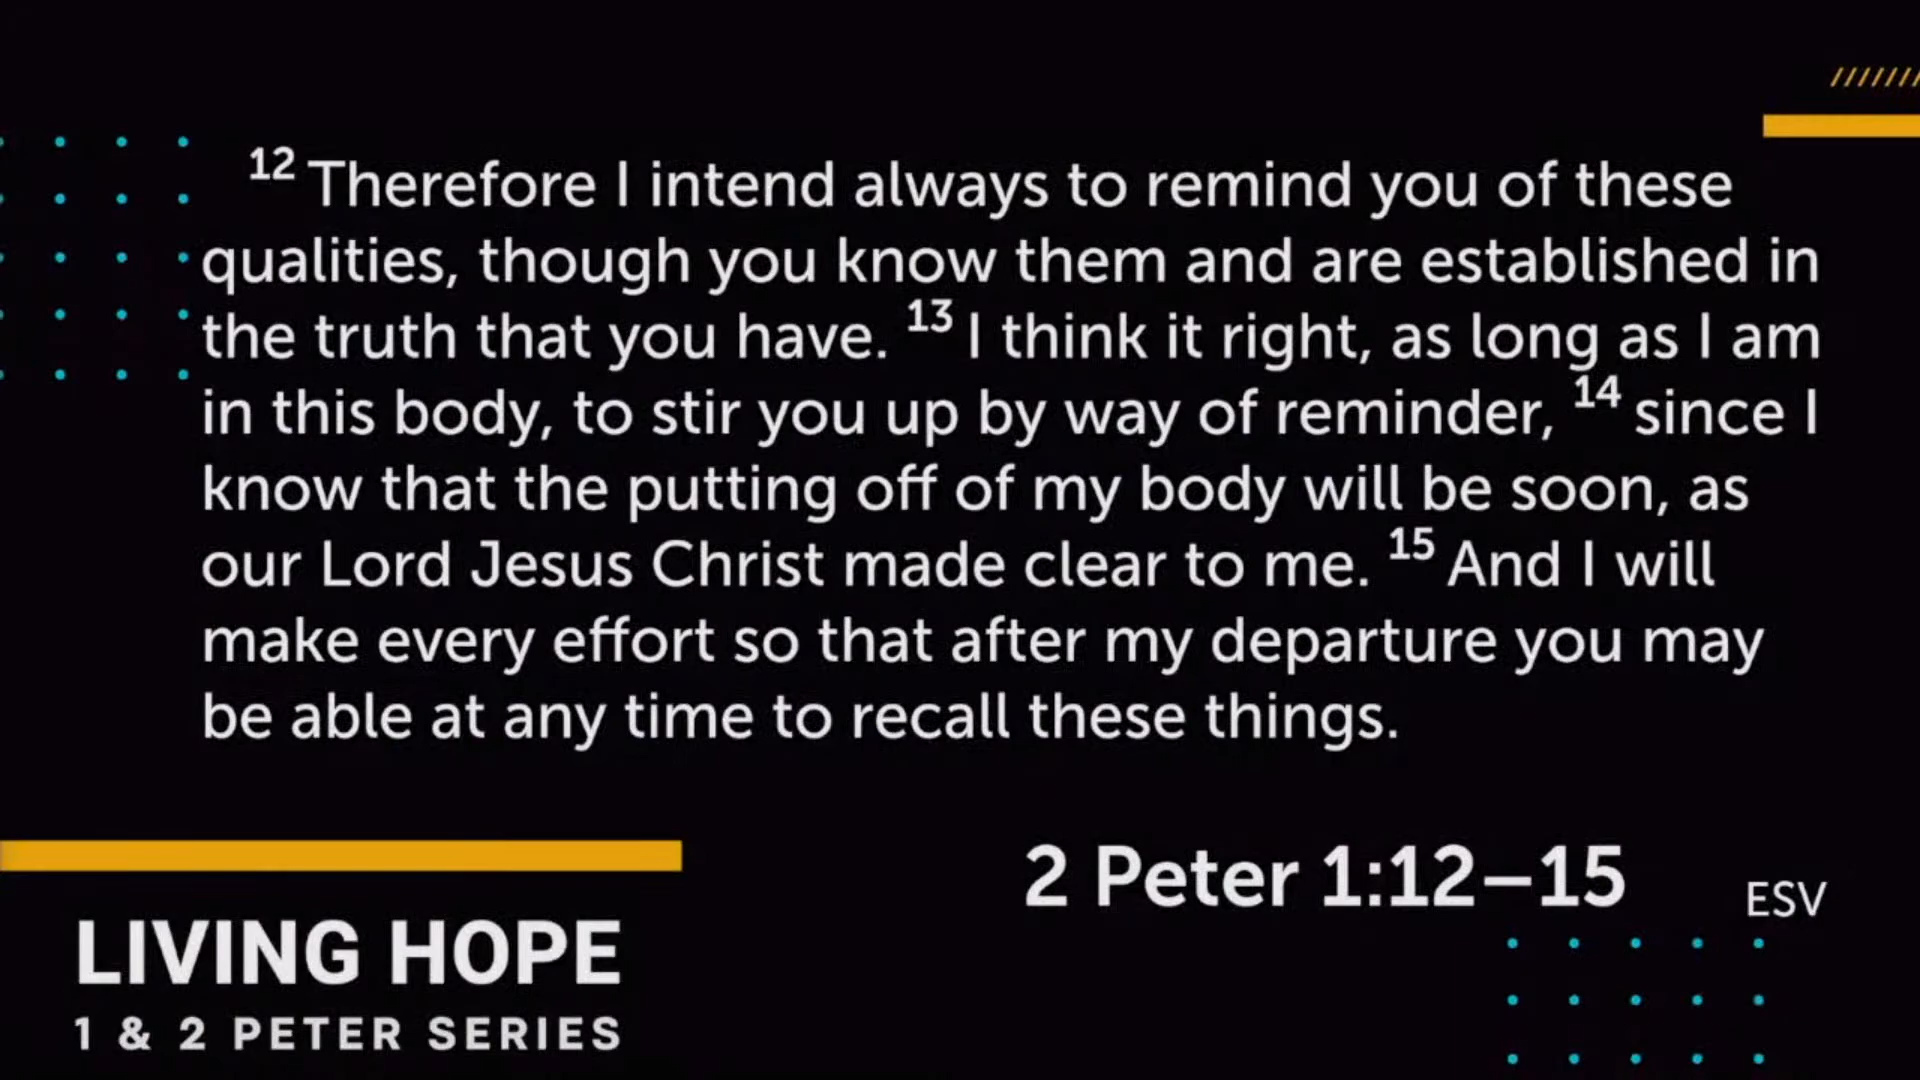 12 Therefore I intend always to remind you of these
qualities, though you know them and are established in
the truth that you have. 13 I think it right, as long as I am
in this body, to stir you up by way of reminder, 14 since I
know that the putting off of my body will be soon, as
our Lord Jesus Christ made clear to me. 15 And I will
make every effort so that after my departure you may
be able at any time to recall these things.
2 Peter 1:12–15
ESV
LIVING HOPE
1 & 2 PETER SERIES